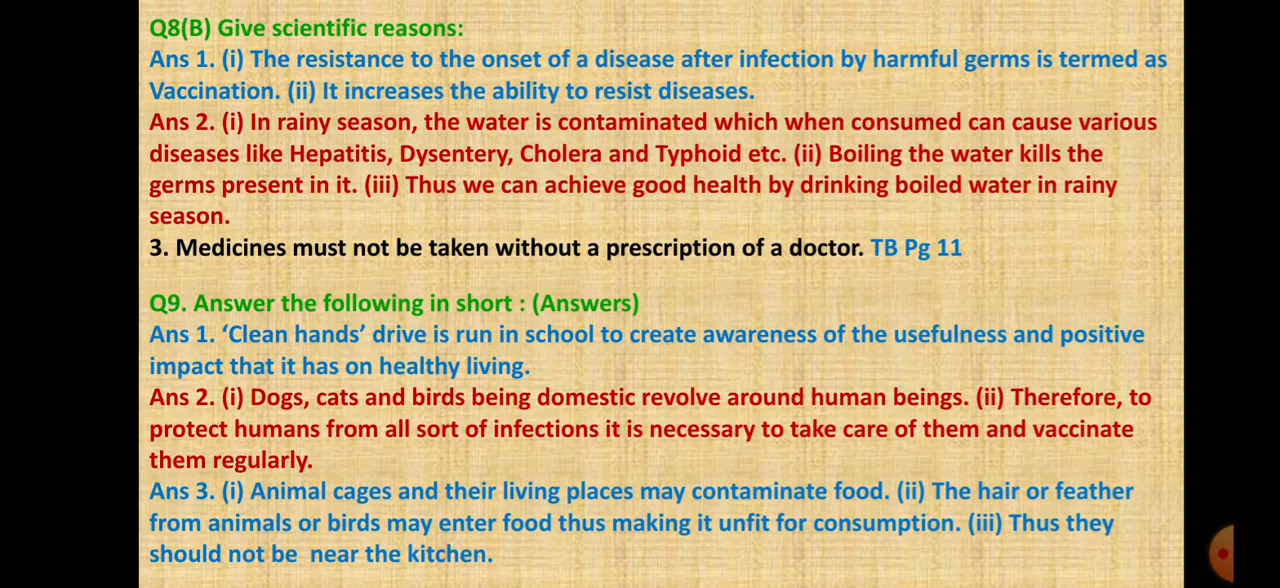 Q8(B) Give scientific reasons:
Ans 1. (i) The resistance to the onset of a disease after infection by harmful germs is termed as
Vaccination. (ii) It increases the ability to resist diseases.
Ans 2. (i) In rainy season, the water is contaminated which when consumed can cause various
diseases like Hepatitis, Dysentery, Cholera and Typhoid etc. (ii) Boiling the water kills the
germs present in it. (iii) Thus we can achieve good health by drinking boiled water in rainy
season.
3. Medicines must not be taken without a prescription of a doctor. TB Pg 11
Q9. Answer the following in short : (Answers)
Ans 1. ‘Clean hands’ drive is run in school to create awareness of the usefulness and positive
impact that it has on healthy living.
Ans 2. (i) Dogs, cats and birds being domestic revolve around human beings. (ii) Therefore, to
protect humans from all sort of infections it is necessary to take care of them and vaccinate
them regularly.
Ans 3. (i) Animal cages and their living places may contaminate food. (ii) The hair or feather
from animals or birds may enter food thus making it unfit for consumption. (iii) Thus they
should not be  near the kitchen.